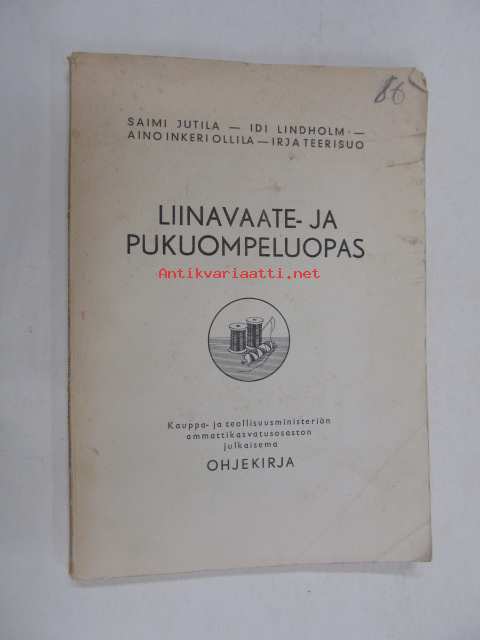 86
SAIMI JUTILA — IDI LINDHOLM —
AINO INKERI OLLILA — IRJA TEERISUO
LIINAVAATE- JA
PUKUOMPELUOPAS
Antikvariaatti.net
Kauppa- ja teollisuusministeriön
ammattikasvatusosaston
julkaisema
OHJEKIRJA